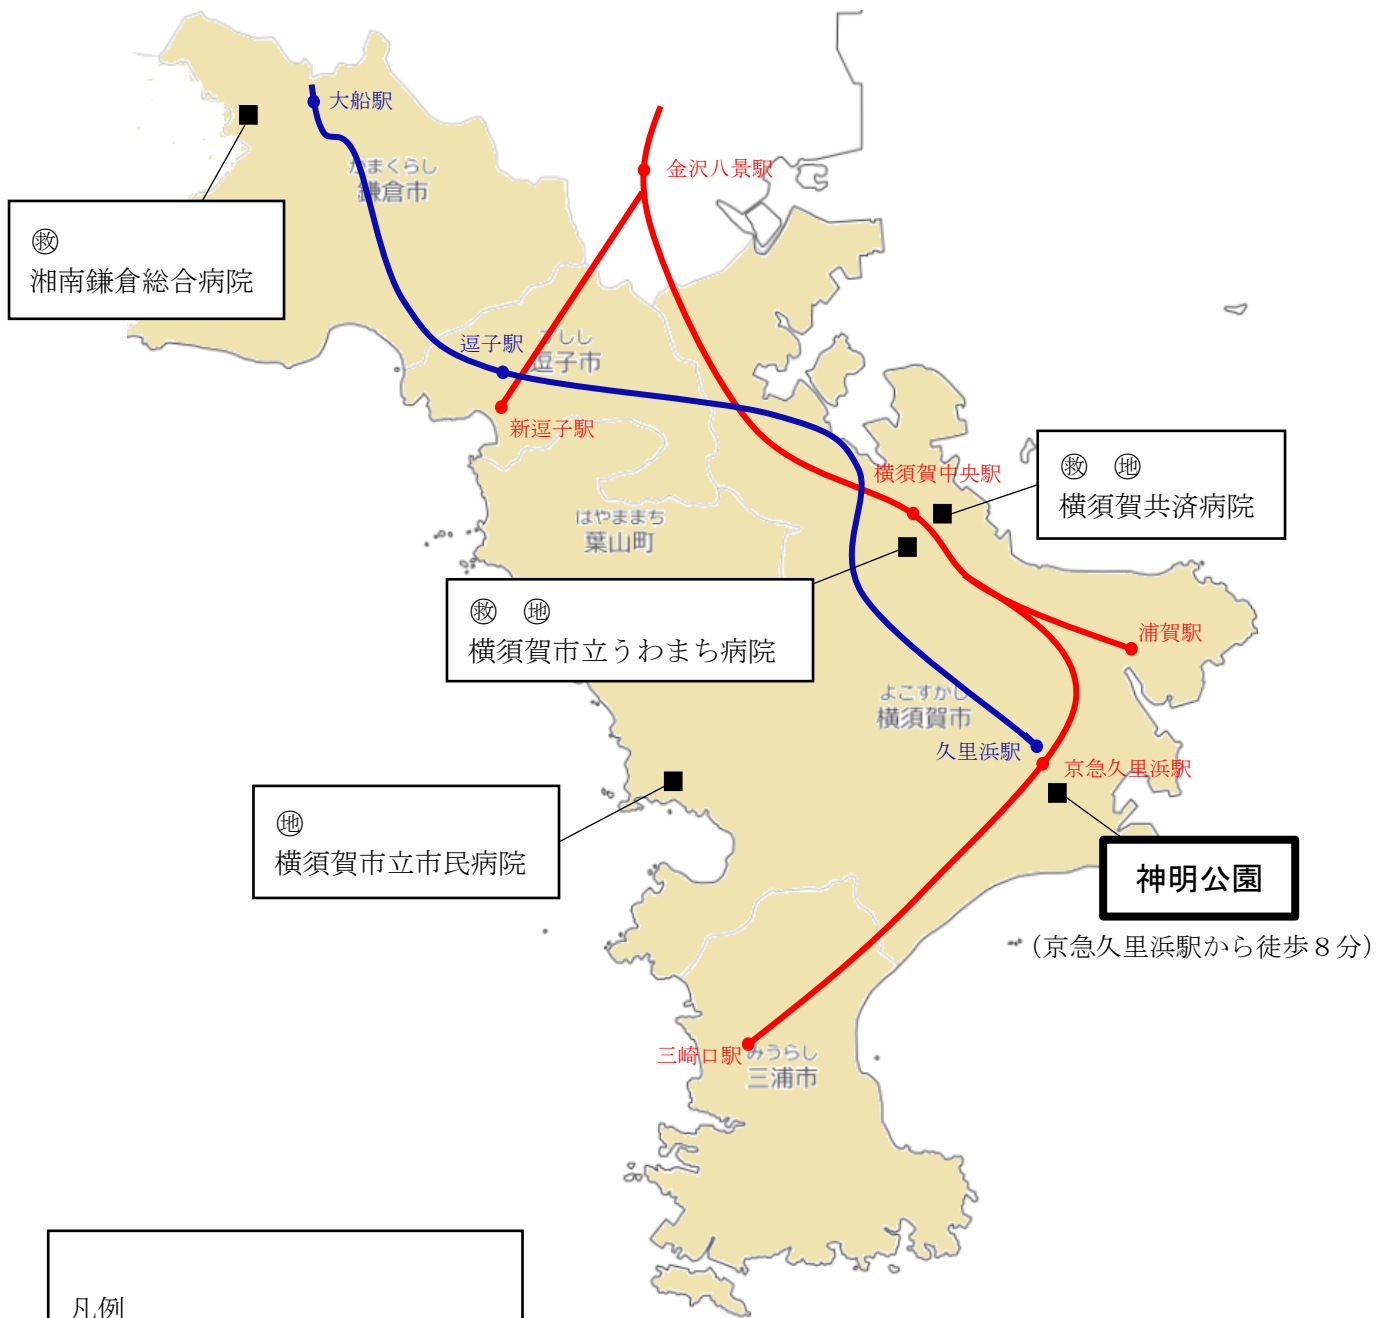 大船駅
金沢八景駅
かまくらし
鎌倉市
㋖
湘南鎌倉総合病院
逗子駅
ずしし
逗子市
新逗子駅
横須賀中央駅
救 地
横須賀共済病院
はやままち
葉山町
救 地
横須賀市立うわまち病院
浦賀駅
よこすかし
横須賀市
久里浜駅
京急久里浜駅
地
横須賀市立市民病院
神明公園
（京急久里浜駅から徒歩８分）
三崎口駅
みうらし
三浦市
凡例